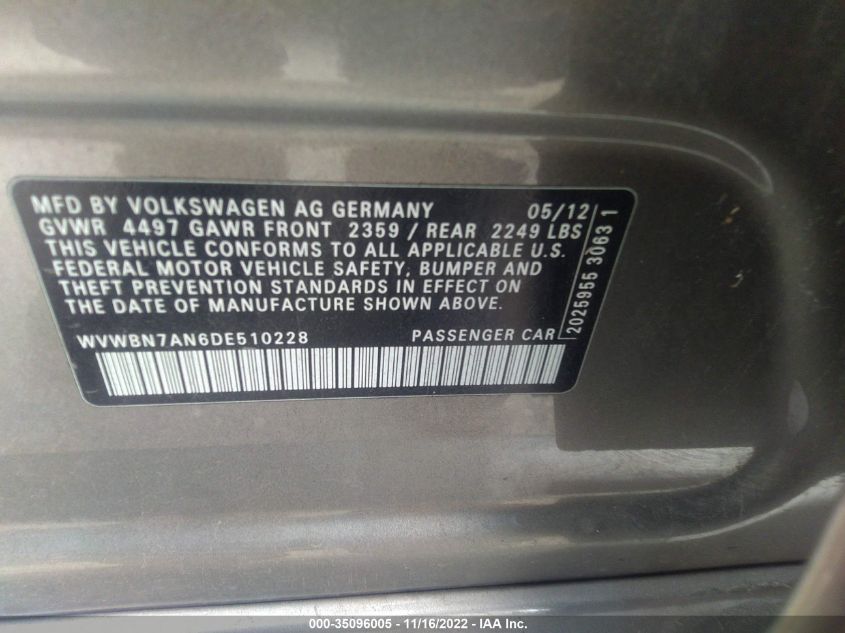 MFD BY VOLKSWAGEN AG GERMANY 05/12
GVWR 4497 GAWR FRONT 2359 / REAR 2249 LBS
THIS VEHICLE CONFORMS TO ALL APPLICABLE U.S.
FEDERAL MOTOR VEHICLE SAFETY, BUMPER AND
THEFT PREVENTION STANDARDS IN EFFECT ON
THE DATE OF MANUFACTURE SHOWN ABOVE.
WVWBN7AN6DE510228 PASSENGER CAR
2025955 3063 1
000-35096005 - 11/16/2022 - IAA Inc.